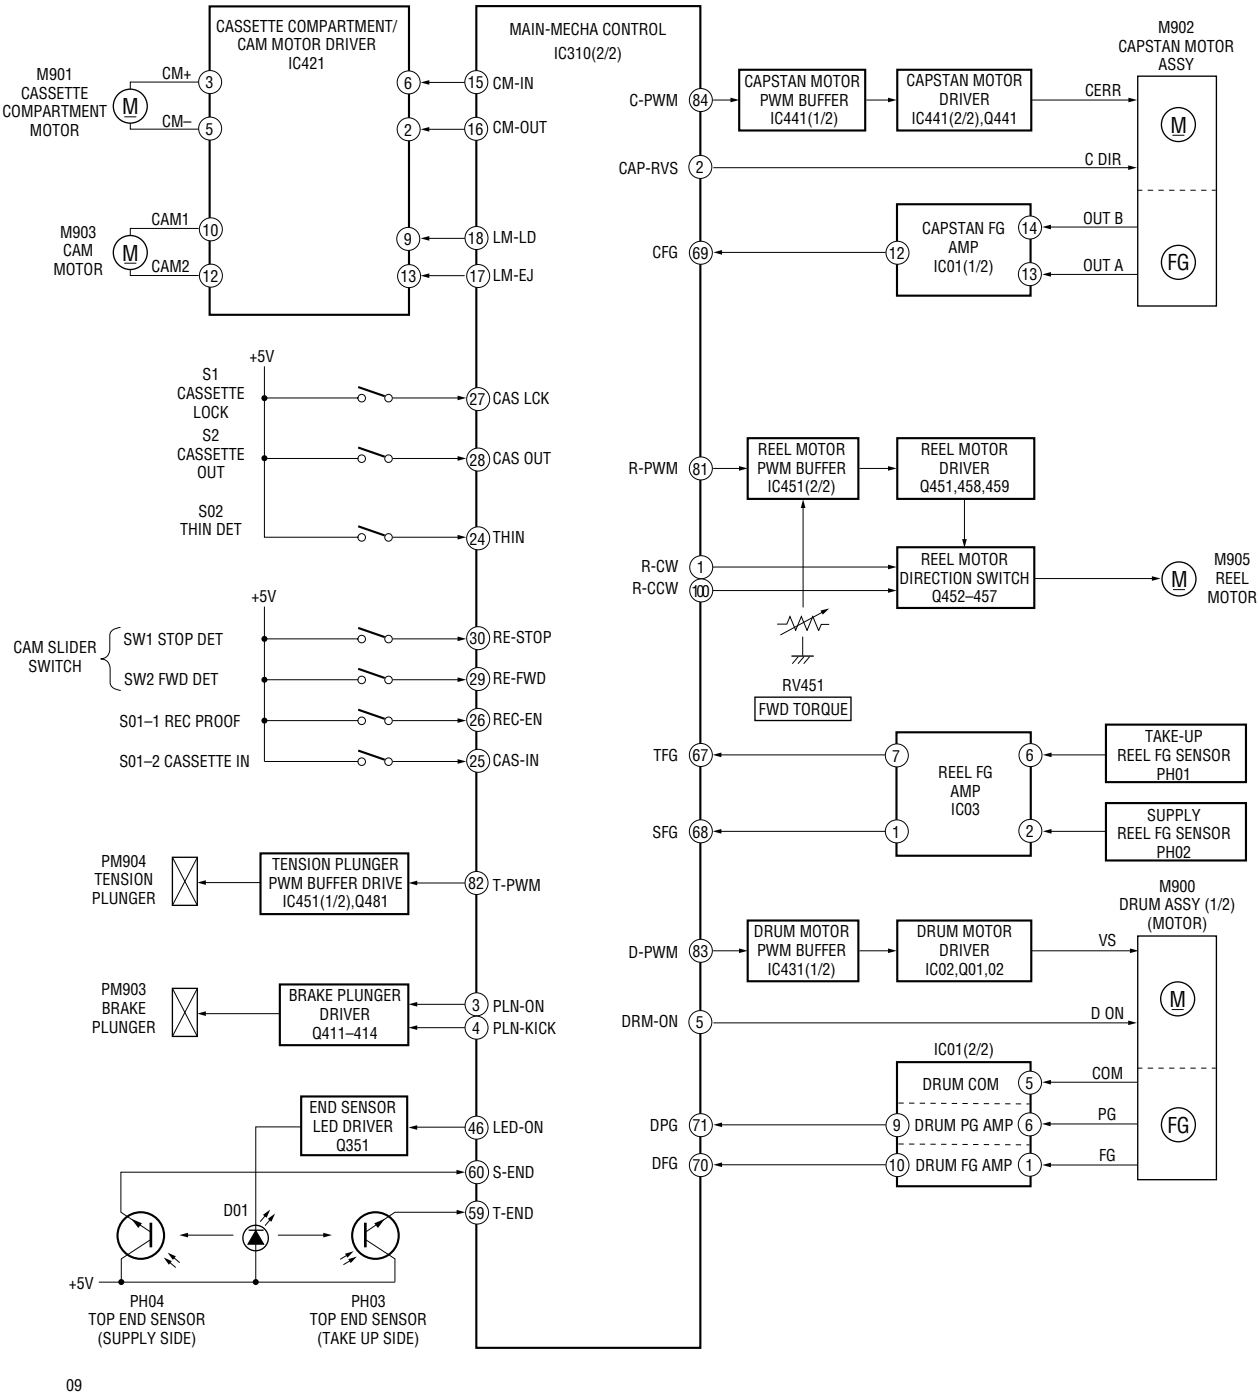 CASSETTE COMPARTMENT/
CAM MOTOR DRIVER
IC421
M901
CASSETTE
COMPARTMENT
MOTOR
M
CM+
3
CM–
5
6
2
M903
CAM
MOTOR
M
CAM1
10
CAM2
12
9
13
MAIN-MECHA CONTROL
IC310(2/2)
15 CM-IN
16 CM-OUT
18 LM-LD
17 LM-EJ
+5V
S1
CASSETTE
LOCK
27 CAS LCK
S2
CASSETTE
OUT
28 CAS OUT
S02
THIN DET
24 THIN
+5V
CAM SLIDER
SWITCH
SW1 STOP DET
30 RE-STOP
SW2 FWD DET
29 RE-FWD
S01–1 REC PROOF
26 REC-EN
S01–2 CASSETTE IN
25 CAS-IN
PM904
TENSION
PLUNGER
TENSION PLUNGER
PWM BUFFER DRIVE
IC451(1/2),Q481
82 T-PWM
PM903
BRAKE
PLUNGER
BRAKE PLUNGER
DRIVER
Q411–414
3 PLN-ON
4 PLN-KICK
END SENSOR
LED DRIVER
Q351
46 LED-ON
60 S-END
59 T-END
D01
+5V
PH04
TOP END SENSOR
(SUPPLY SIDE)
PH03
TOP END SENSOR
(TAKE UP SIDE)
C-PWM 84
CAPSTAN MOTOR
PWM BUFFER
IC441(1/2)
CAPSTAN MOTOR
DRIVER
IC441(2/2),Q441
CERR
M902
CAPSTAN MOTOR
ASSY
M
CAP-RVS 2
C DIR
CFG 69
12
CAPSTAN FG
AMP
IC01(1/2)
14
OUT B
13
OUT A
FG
R-PWM 81
REEL MOTOR
PWM BUFFER
IC451(2/2)
REEL MOTOR
DRIVER
Q451,458,459
R-CW 1
R-CCW 100
REEL MOTOR
DIRECTION SWITCH
Q452–457
M
M905
REEL
MOTOR
RV451
FWD TORQUE
TFG 67
7
REEL FG
AMP
IC03
6
TAKE-UP
REEL FG SENSOR
PH01
SFG 68
1
2
SUPPLY
REEL FG SENSOR
PH02
M900
DRUM ASSY (1/2)
(MOTOR)
D-PWM 83
DRUM MOTOR
PWM BUFFER
IC431(1/2)
DRUM MOTOR
DRIVER
IC02,Q01,02
VS
M
DRM-ON 5
D ON
IC01(2/2)
DRUM COM 5
COM
DPG 71
9 DRUM PG AMP 6
PG
FG
DFG 70
10 DRUM FG AMP 1
FG
09